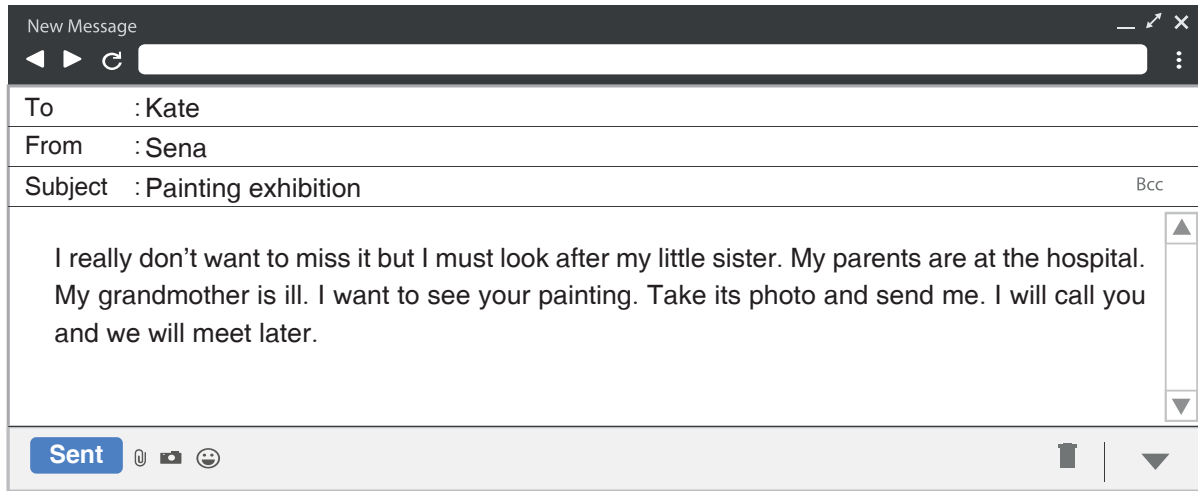 New Message
To : Kate
From : Sena
Subject : Painting exhibition
Bcc
I really don’t want to miss it but I must look after my little sister. My parents are at the hospital.
My grandmother is ill. I want to see your painting. Take its photo and send me. I will call you
and we will meet later.
Sent